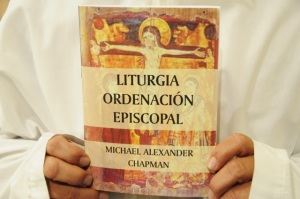 LITURGIA
ORDENACIÓN
EPISCOPAL
MICHAEL ALEXANDER
CHAPMAN